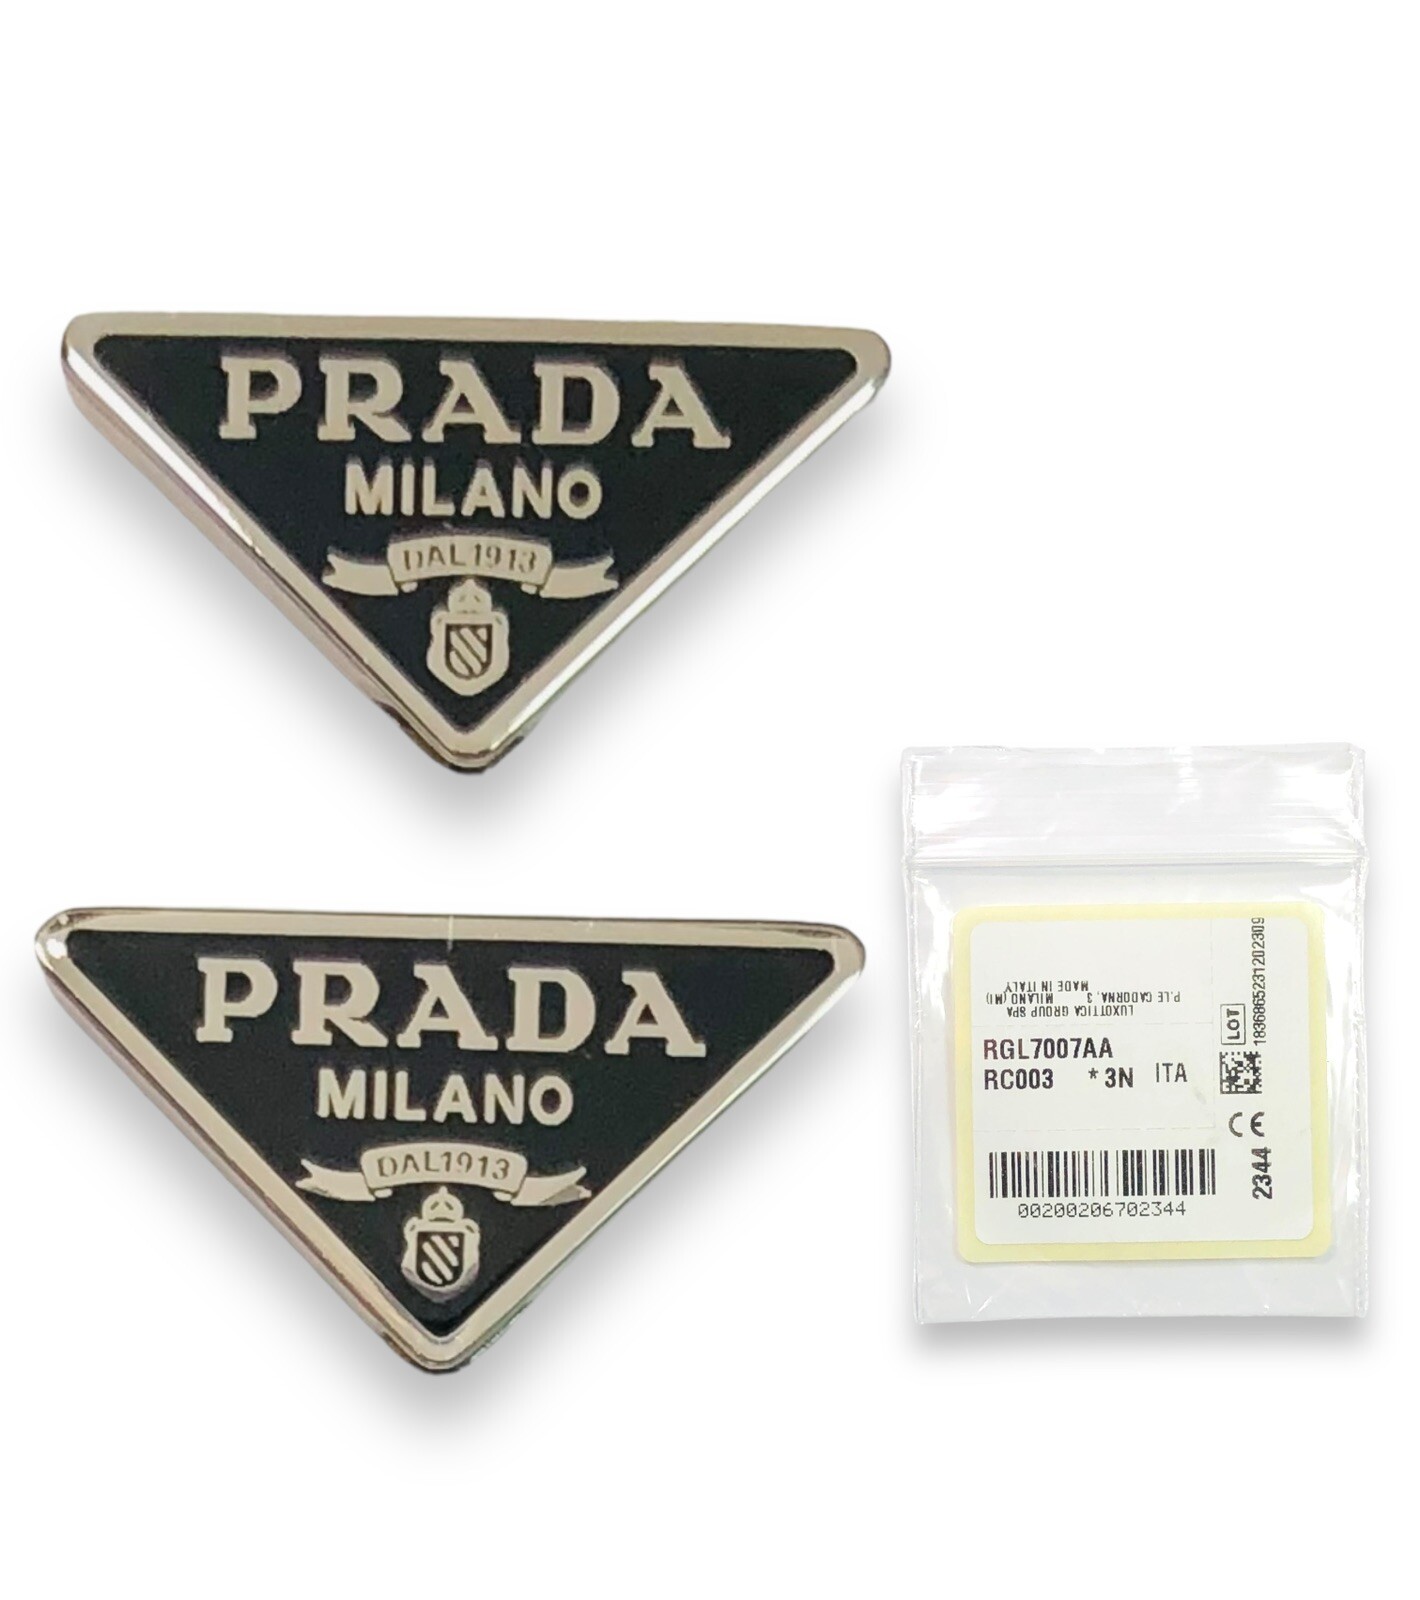 PRADA
MILANO
DAL1913
PRADA
MILANO
DAL1913
LUXOTTICA GROUP SPA
P.LE CADORNA, 3 MILANO (MI)
MADE IN ITALY
RGL7007AA
RC003 * 3N ITA
00200206702344
LOT
1836865231202309
CE
2344